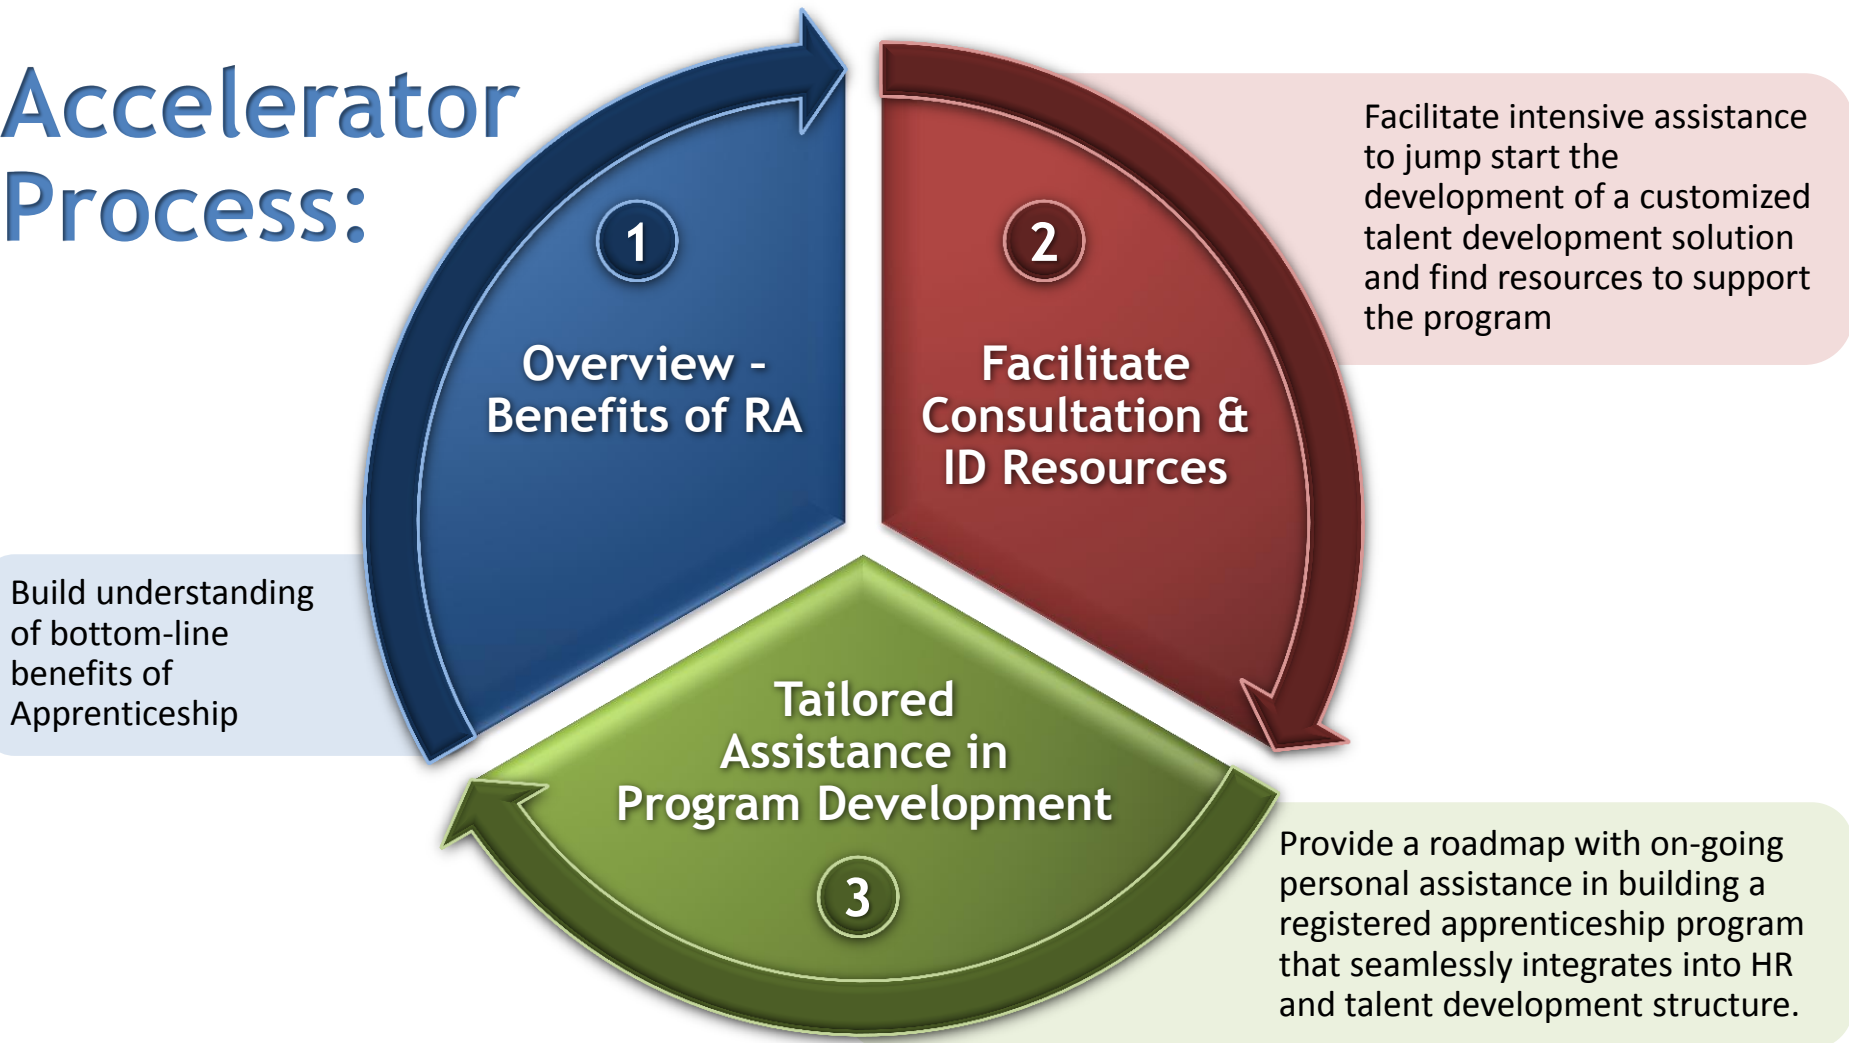 Accelerator
Process:
1
Overview –
Benefits of RA
Build understanding
of bottom-line
benefits of
Apprenticeship
2
Facilitate
Consultation &
ID Resources
Facilitate intensive assistance
to jump start the
development of a customized
talent development solution
and find resources to support
the program
Tailored
Assistance in
Program Development
3
Provide a roadmap with on-going
personal assistance in building a
registered apprenticeship program
that seamlessly integrates into HR
and talent development structure.